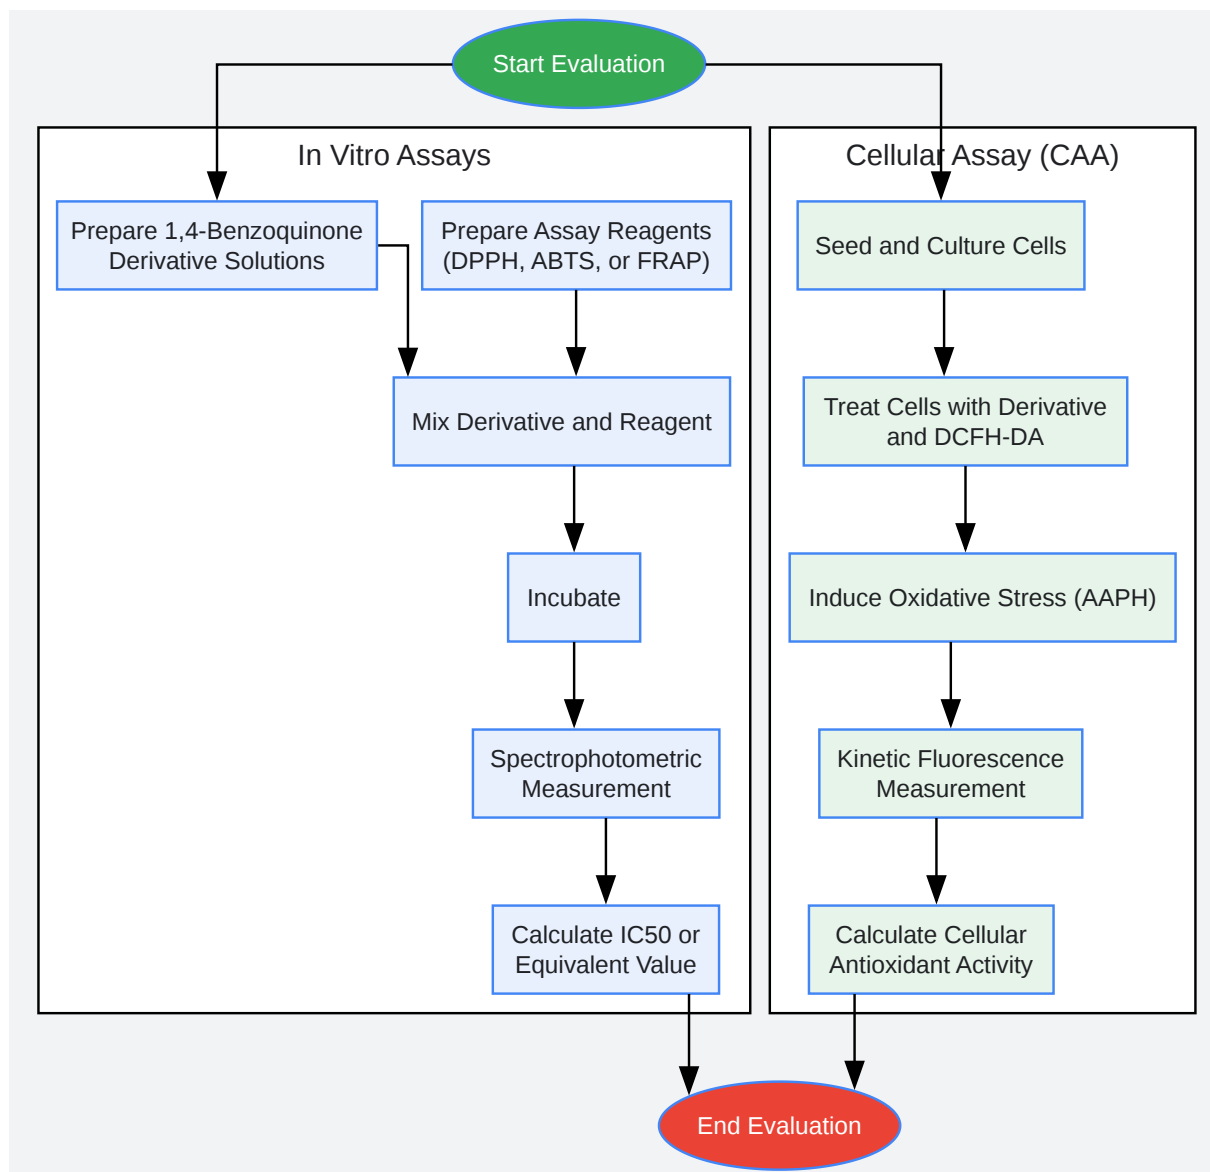 Start Evaluation
In Vitro Assays
Prepare 1,4-Benzoquinone
Derivative Solutions
Prepare Assay Reagents
(DPPH, ABTS, or FRAP)
Mix Derivative and Reagent
Incubate
Spectrophotometric
Measurement
Calculate IC50 or
Equivalent Value
Cellular Assay (CAA)
Seed and Culture Cells
Treat Cells with Derivative
and DCFH-DA
Induce Oxidative Stress (AAPH)
Kinetic Fluorescence
Measurement
Calculate Cellular
Antioxidant Activity
End Evaluation